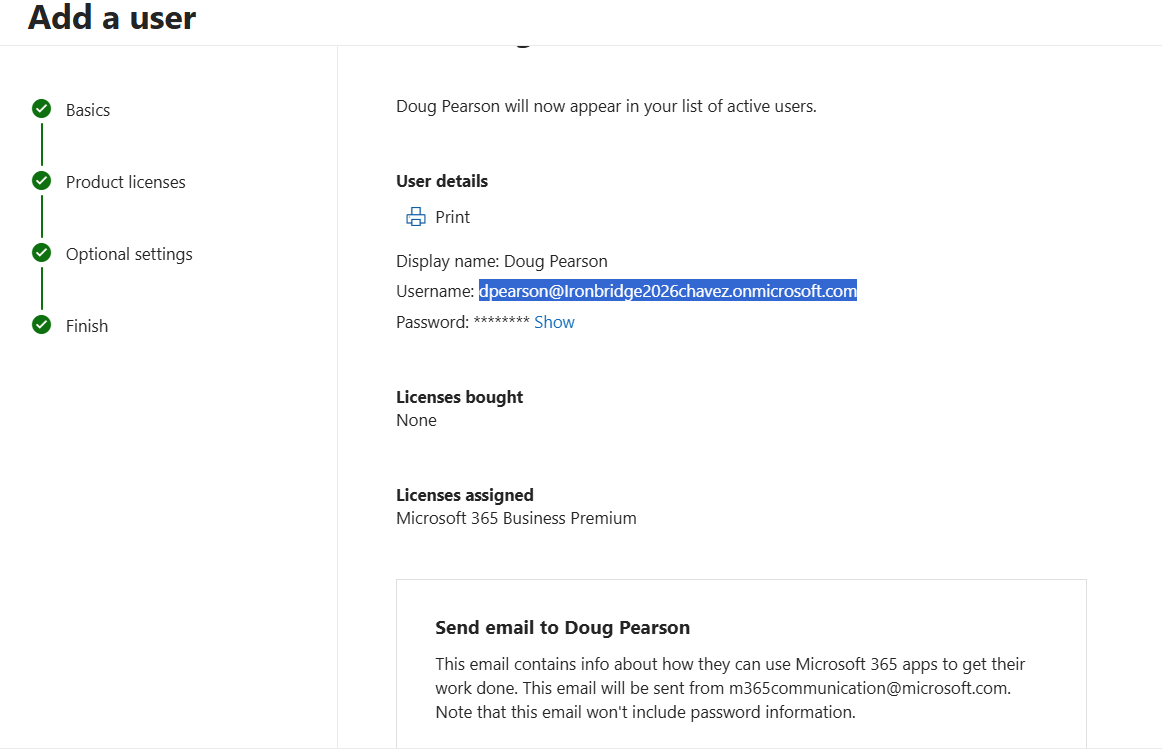 Add a user
Basics
Product licenses
Optional settings
Finish
Doug Pearson will now appear in your list of active users.
User details
Print
Display name: Doug Pearson
Username: dpearson@Ironbridge2026chavez.onmicrosoft.com
Password: ******** Show
Licenses bought
None
Licenses assigned
Microsoft 365 Business Premium
Send email to Doug Pearson
This email contains info about how they can use Microsoft 365 apps to get their
work done. This email will be sent from m365communication@microsoft.com.
Note that this email won't include password information.